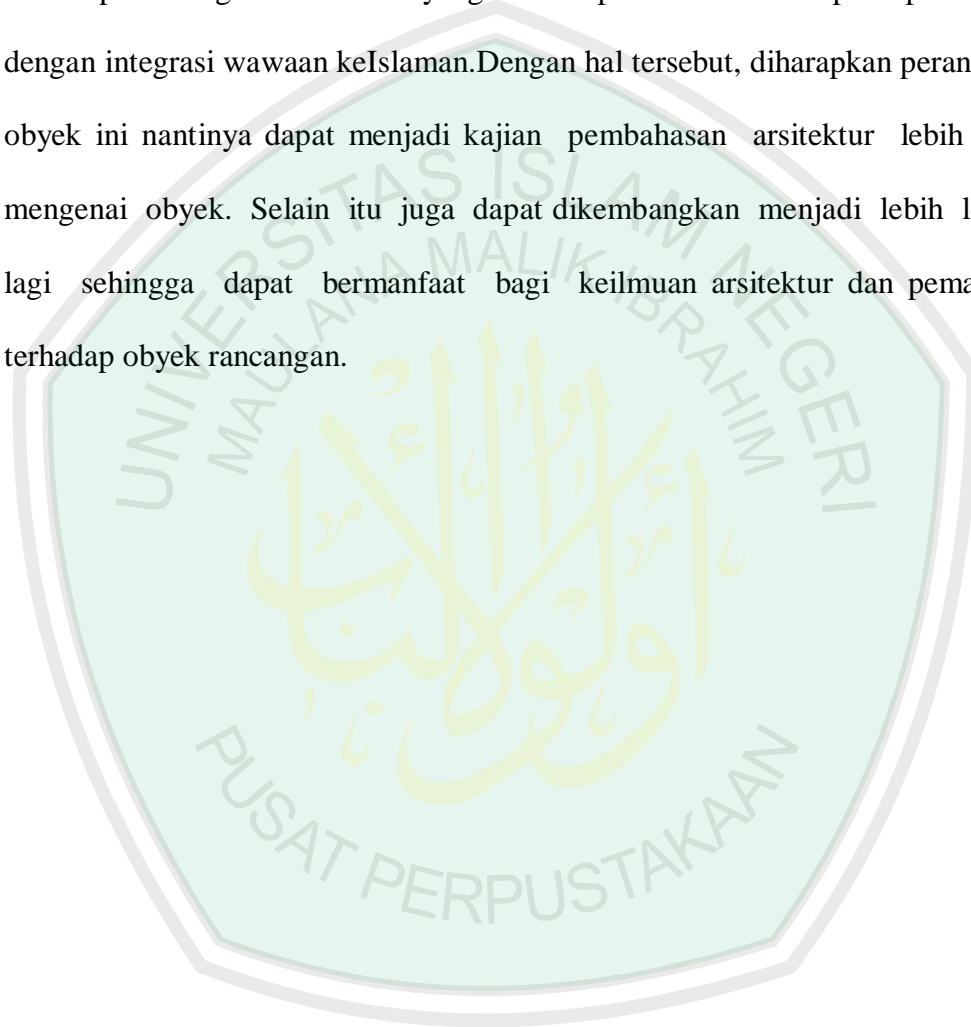 dengan integrasi wawaan keIslaman.Dengan hal tersebut, diharapkan
obyek ini nantinya dapat menjadi kajian pembahasan arsitektur lebih
mengenai obyek. Selain itu juga dapat dikembangkan menjadi lebih
lagi sehingga dapat bermanfaat bagi keilmuan arsitektur dan
terhadap obyek rancangan.
UNIVERSITAS ISLAM NEGERI
MAULANA MALIK IBRAHIM
PUSAT PERPUSTAKAAN